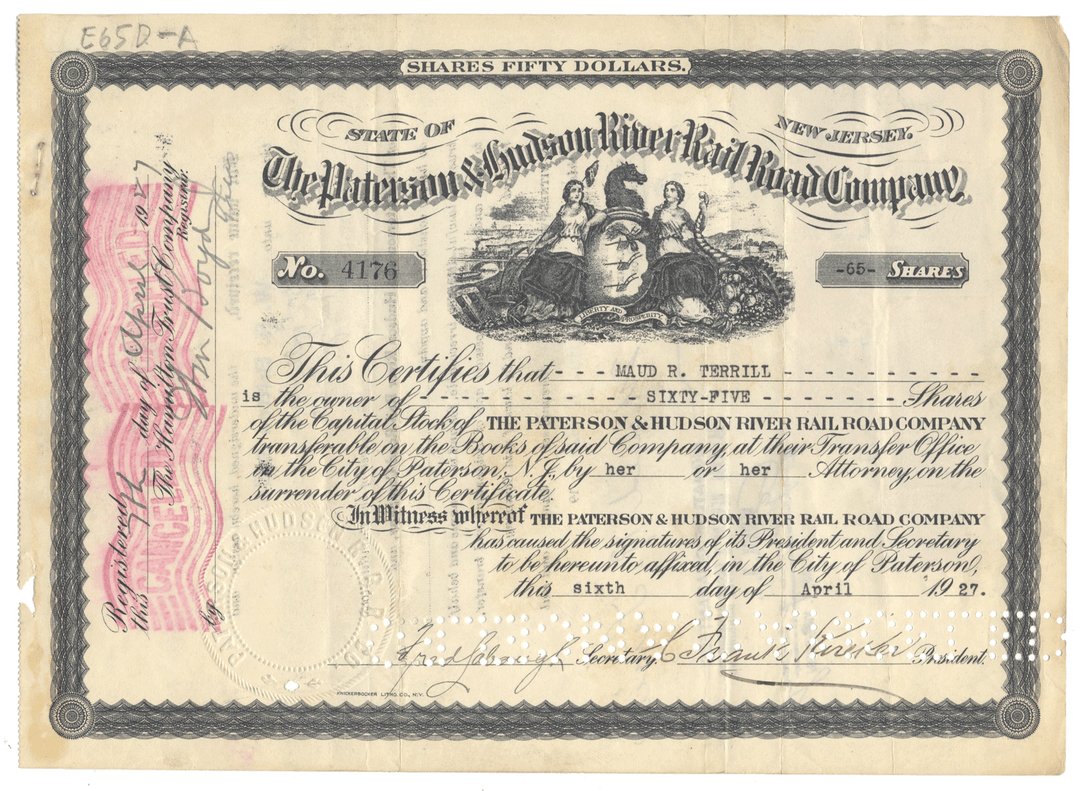 E65D-A
SHARES FIFTY DOLLARS.
STATE OF NEW JERSEY.
The Paterson & Hudson River Rail Road Company,
No. 4176
-65- SHARES
LIBERTY AND PROSPERITY
This Certifies that - - - MAUD R. TERRILL - - - - - - - - - -
is the owner of - - - - - - - - - - - - SIXTY-FIVE - - - - - - - Shares
of the Capital Stock of THE PATERSON & HUDSON RIVER RAIL ROAD COMPANY
transferable on the Books of said Company, at their Transfer Office
in the City of Paterson, N.J. by her or her Attorney, on the
surrender of this Certificate.
In Witness whereof THE PATERSON & HUDSON RIVER RAIL ROAD COMPANY
has caused the signatures of its President and Secretary
to be hereunto affixed, in the City of Paterson,
this sixth day of April 1927.
Secretary. Frank President.
KNICKERBOCKER LITHO. CO., N.Y.
Registered
this 7th day of April 1927
The Hamilton Trust Company
Registrar.
by Boyd
CANCELLED